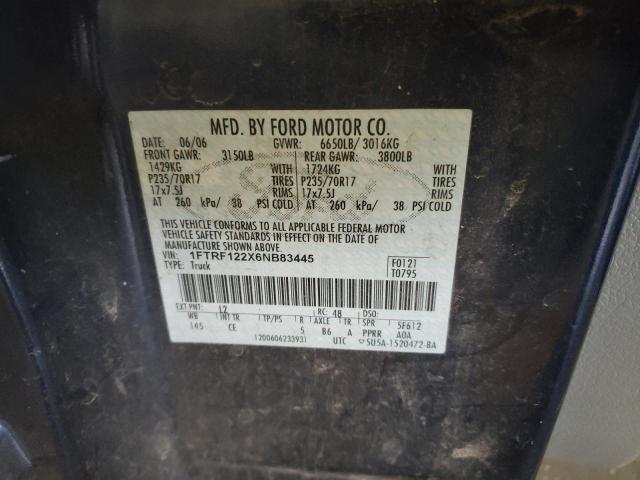 MFD. BY FORD MOTOR CO.
DATE: 06/06 GVWR: 6650LB/ 3016KG
FRONT GAWR: 3150LB REAR GAWR: 3800LB
1429KG WITH 1724KG WITH
P235/70R17 TIRES P235/70R17 TIRES
17x7.5J RIMS 17x7.5J RIMS
AT 260 kPa/ 38 PSI COLD AT 260 kPa/ 38 PSI COLD
THIS VEHICLE CONFORMS TO ALL APPLICABLE FEDERAL MOTOR
VEHICLE SAFETY STANDARDS IN EFFECT ON THE DATE OF
MANUFACTURE SHOWN ABOVE.
VIN: 1FTRF122X6NB83445 F0121
TYPE: Truck T0795
EXT PNT: L2 RC: 48 DSO:
WB INT TR TP/PS R AXLE TR SPR 5F612
145 CE 5 B6 A PPRR AOA
1200606233931 UTC 5U5A-1520472-BA